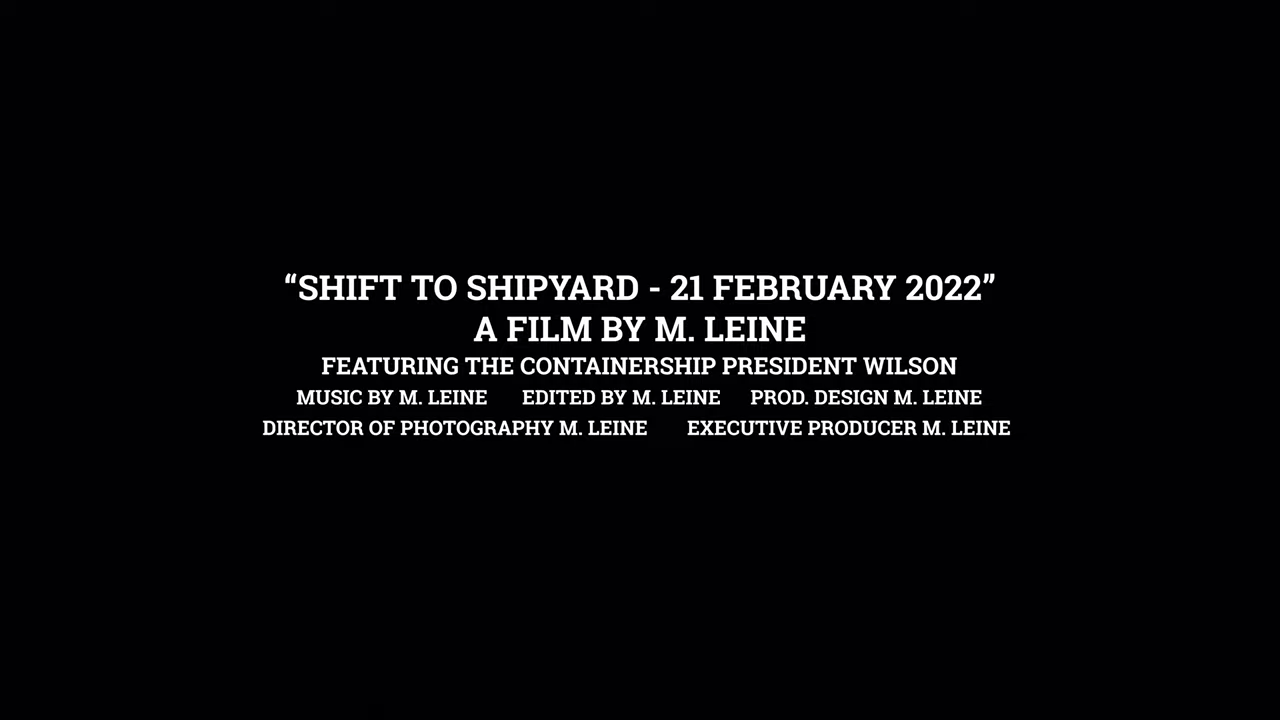 “SHIFT TO SHIPYARD - 21 FEBRUARY 2022”
A FILM BY M. LEINE
FEATURING THE CONTAINERSHIP PRESIDENT WILSON
MUSIC BY M. LEINE EDITED BY M. LEINE PROD. DESIGN M. LEINE
DIRECTOR OF PHOTOGRAPHY M. LEINE EXECUTIVE PRODUCER M. LEINE